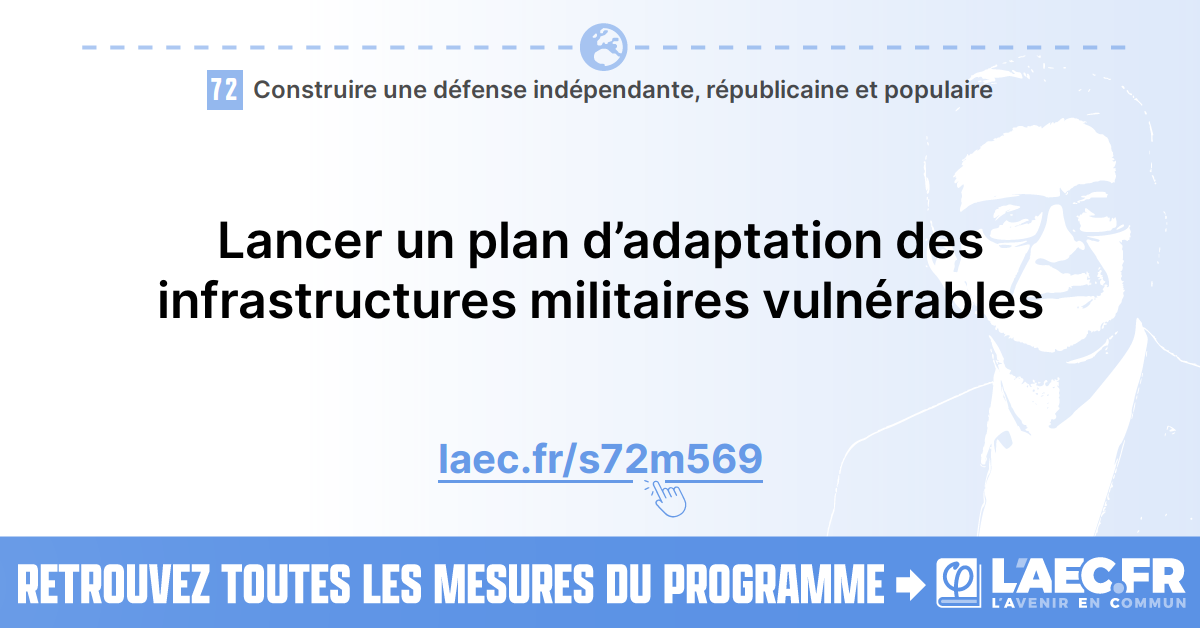 72 Construire une défense indépendante, républicaine et populaire
Lancer un plan d’adaptation des
infrastructures militaires vulnérables
laec.fr/s72m569
RETROUVEZ TOUTES LES MESURES DU PROGRAMME
L'AEC.FR
L'AVENIR EN COMMUN